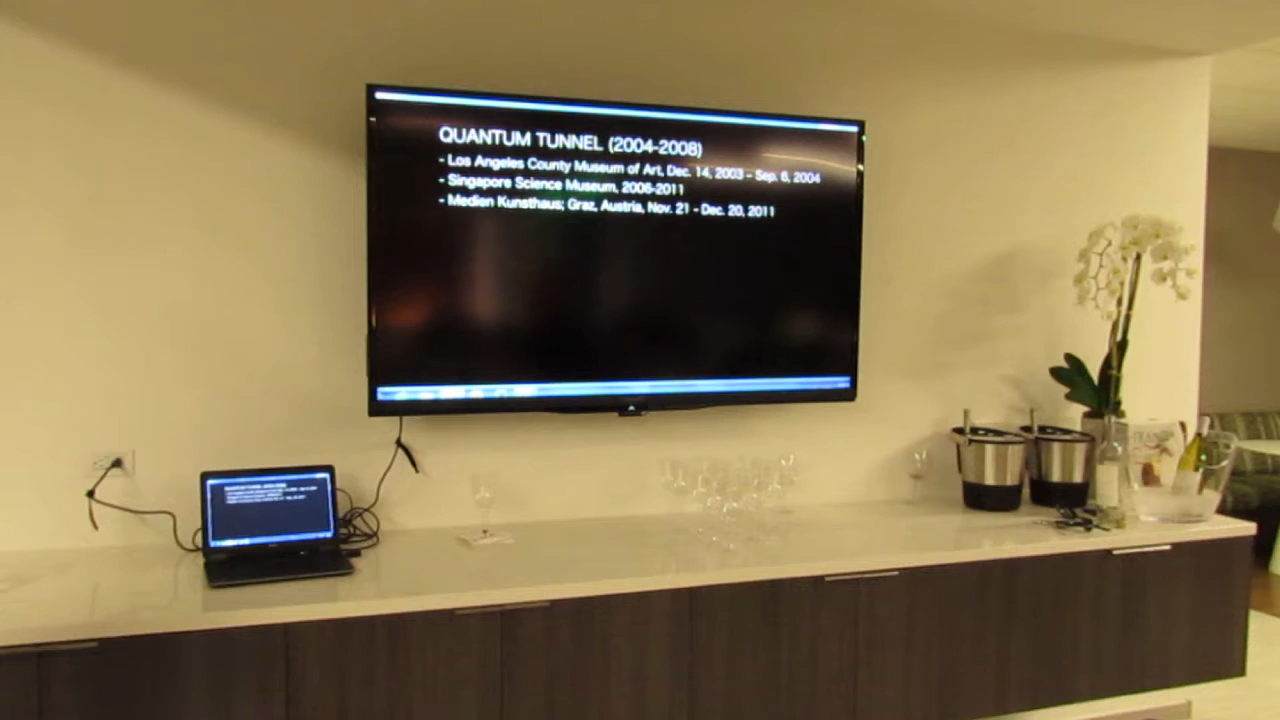 QUANTUM TUNNEL (2004-2008)
- Los Angeles County Museum of Art, Dec. 14, 2003 - Sep. 6, 2004
- Singapore Science Museum, 2006-2011
- Medien Kunsthaus; Graz, Austria, Nov. 21 - Dec. 20, 2011